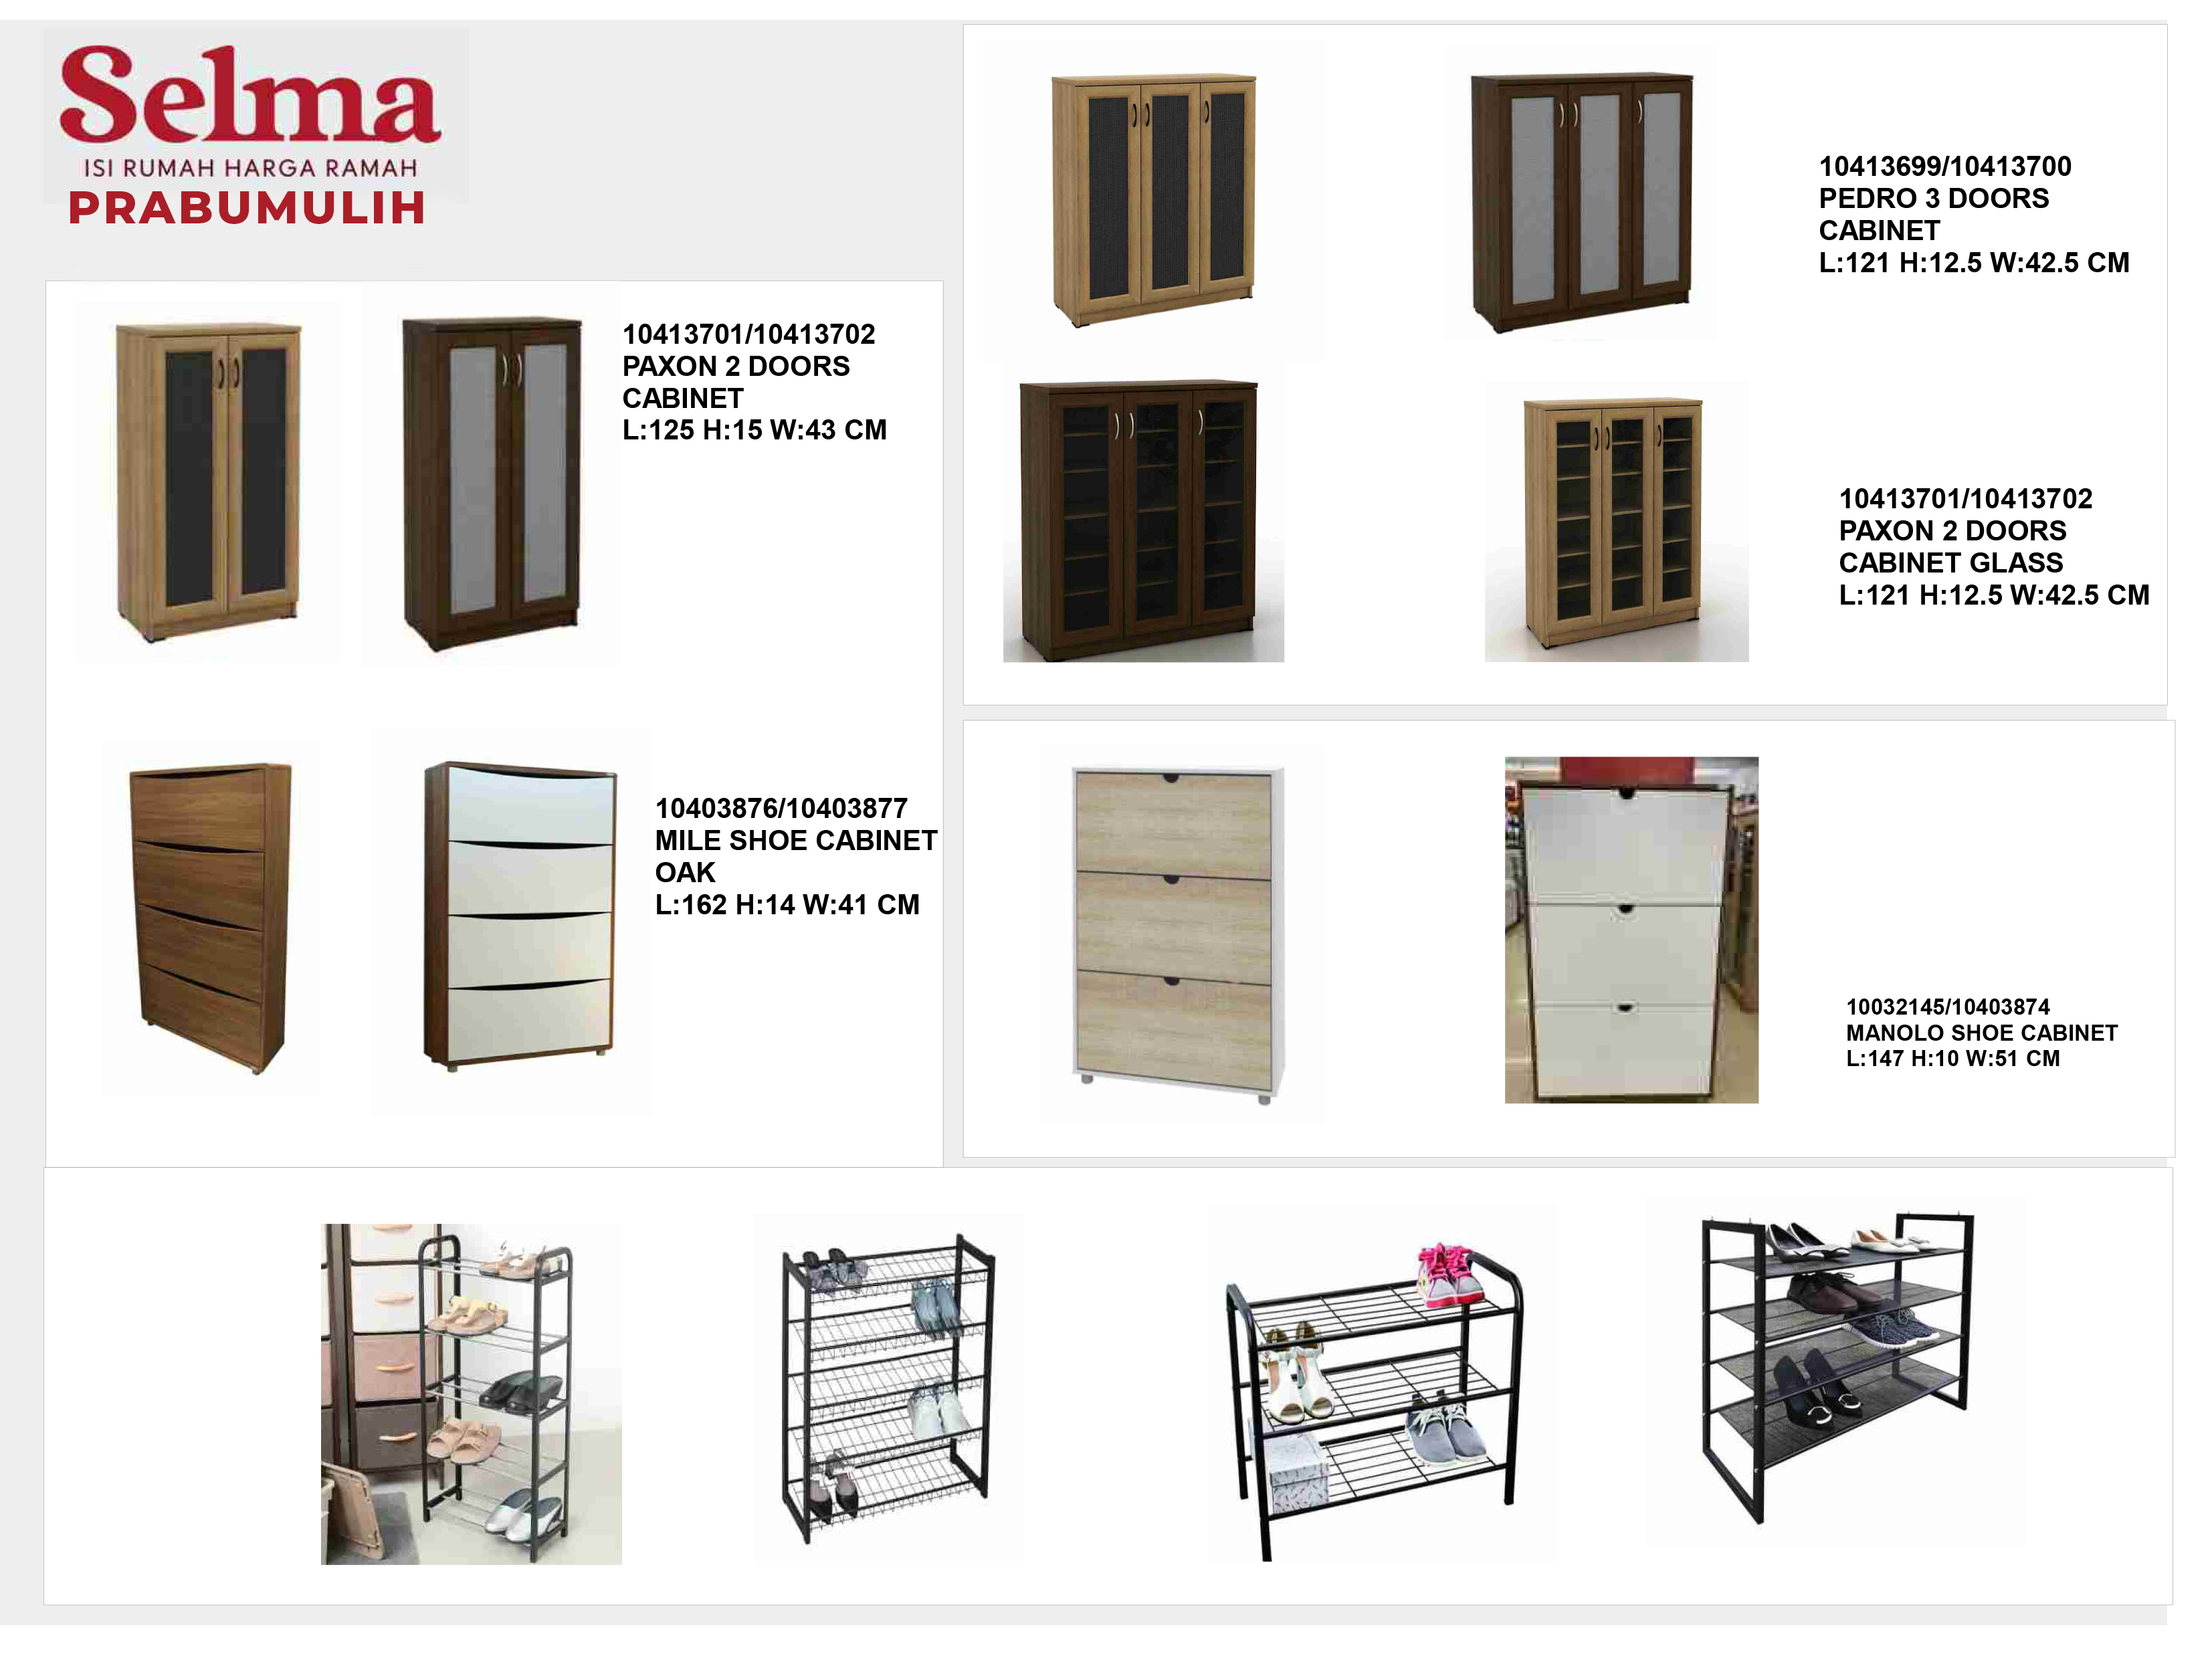 Selma
ISI RUMAH HARGA RAMAH
PRABUMULIH
10413701/10413702
PAXON 2 DOORS
CABINET
L:125 H:15 W:43 CM
10403876/10403877
MILE SHOE CABINET
OAK
L:162 H:14 W:41 CM
10413699/10413700
PEDRO 3 DOORS
CABINET
L:121 H:12.5 W:42.5 CM
10413701/10413702
PAXON 2 DOORS
CABINET GLASS
L:121 H:12.5 W:42.5 CM
10032145/10403874
MANOLO SHOE CABINET
L:147 H:10 W:51 CM